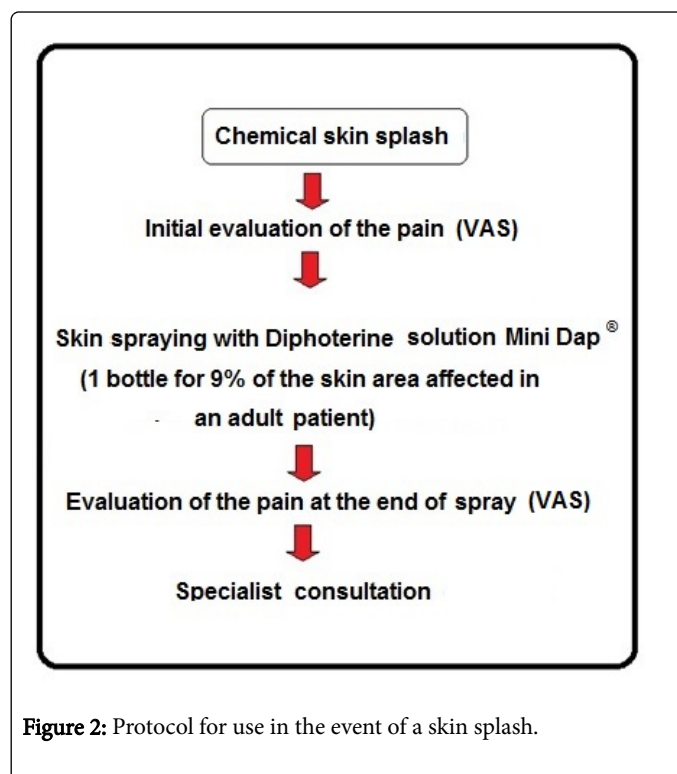 Chemical skin splash
Initial evaluation of the pain (VAS)
Skin spraying with Diphoterine solution Mini Dap ®
(1 bottle for 9% of the skin area affected in
- an adult patient)
Evaluation of the pain at the end of spray (VAS)
Specialist consultation
Figure 2: Protocol for use in the event of a skin splash.